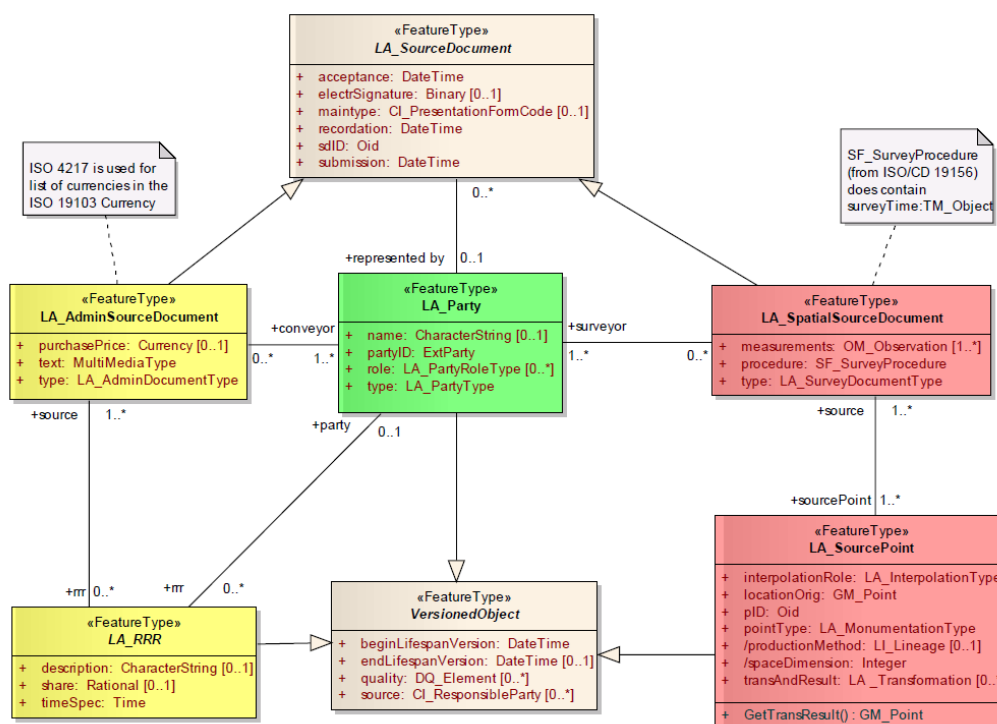 «FeatureType»
LA_SourceDocument
+ acceptance: DateTime
+ electrSignature: Binary [0..1]
+ maintype: CI_PresentationFormCode [0..1]
+ recordation: DateTime
+ sdID: Oid
+ submission: DateTime
ISO 4217 is used for
list of currencies in the
ISO 19103 Currency
SF_SurveyProcedure
(from ISO/CD 19156)
does contain
surveyTime:TM_Object
0..*
+represented by 0..1
«FeatureType»
LA_AdminSourceDocument
+ purchasePrice: Currency [0..1]
+ text: MultiMediaType
+ type: LA_AdminDocumentType
+conveyor
0..* 1..*
«FeatureType»
LA_Party
+ name: CharacterString [0..1]
+ partyID: ExtParty
+ role: LA_PartyRoleType [0..*]
+ type: LA_PartyType
+surveyor
1..* 0..*
«FeatureType»
LA_SpatialSourceDocument
+ measurements: OM_Observation [1..*]
+ procedure: SF_SurveyProcedure
+ type: LA_SurveyDocumentType
+source 1..*
+party 0..1
+source 1..*
+sourcePoint 1..*
+rrr 0..*
+rrr 0..*
«FeatureType»
LA_RRR
+ description: CharacterString [0..1]
+ share: Rational [0..1]
+ timeSpec: Time
«FeatureType»
VersionedObject
+ beginLifespanVersion: DateTime
+ endLifespanVersion: DateTime [0..1]
+ quality: DQ_Element [0..*]
+ source: CI_ResponsibleParty [0..*]
«FeatureType»
LA_SourcePoint
+ interpolationRole: LA_InterpolationType
+ locationOrig: GM_Point
+ pID: Oid
+ pointType: LA_MonumentationType
+ /productionMethod: LI_Lineage [0..1]
+ /spaceDimension: Integer
+ transAndResult: LA _Transformation [0..
+ GetTransResult() : GM_Point